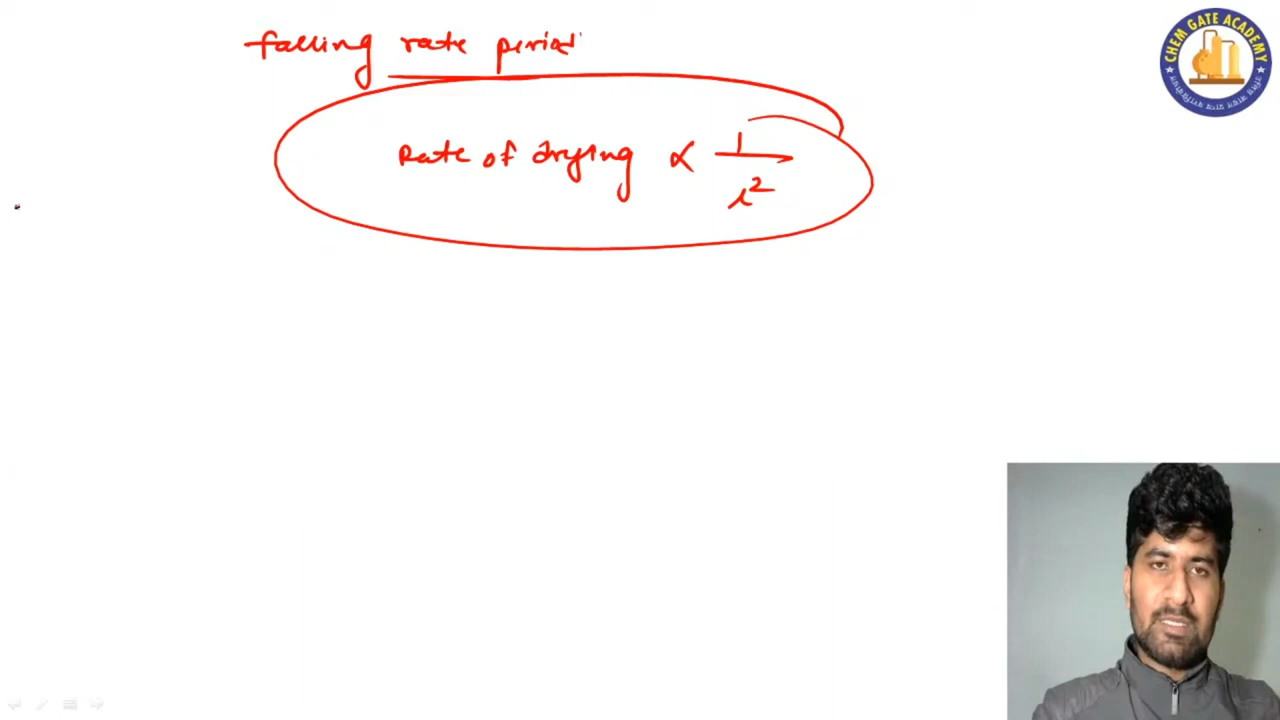 falling rate period
Rate of drying ∝ 1/l²
CHEM GATE ACADEMY